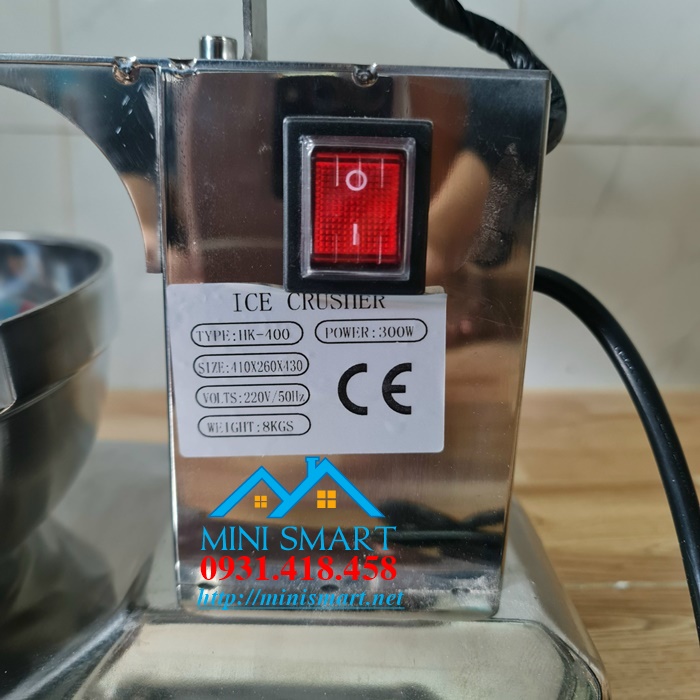 O
I
ICE CRUSHER
TYPE:HK-400 POWER:300W
SIZE:410X260X430
VOLTS:220V/50Hz
WEIGHT:8KGS
CE
MINI SMART
0931.418.458
http://minismart.net